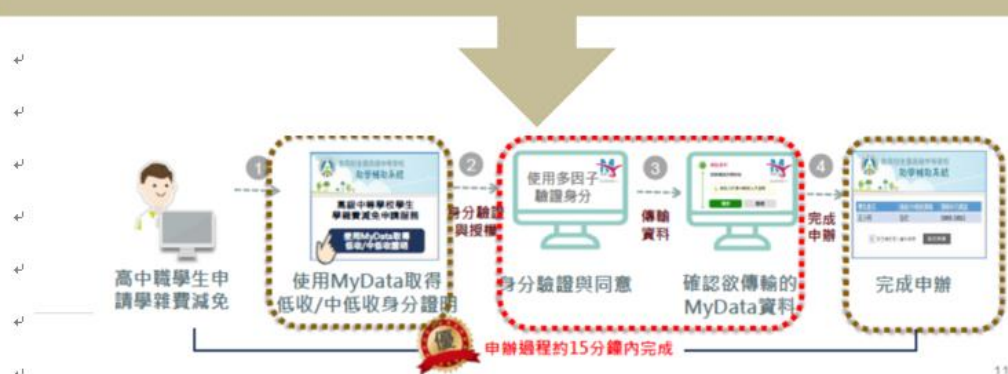 1
2
3
4
助學補助系統
高級中等學校學生
學雜費減免申請服務
使用MyData取得
低收/中低收證明
使用多因子
驗證身分
助學補助系統
身分驗證
與授權
傳輸
資料
完成
申辦
高中職學生申
請學雜費減免
使用MyData取得
低收/中低收身分證明
身分驗證與同意
確認欲傳輸的
MyData資料
完成申辦
優
申辦過程約15分鐘內完成